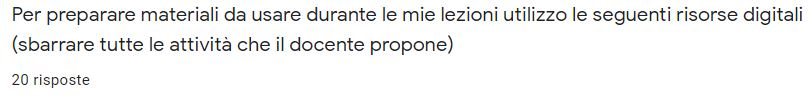 Per preparare materiali da usare durante le mie lezioni utilizzo le seguenti risorse digitali
(sbarrare tutte le attività che il docente propone)
20 risposte